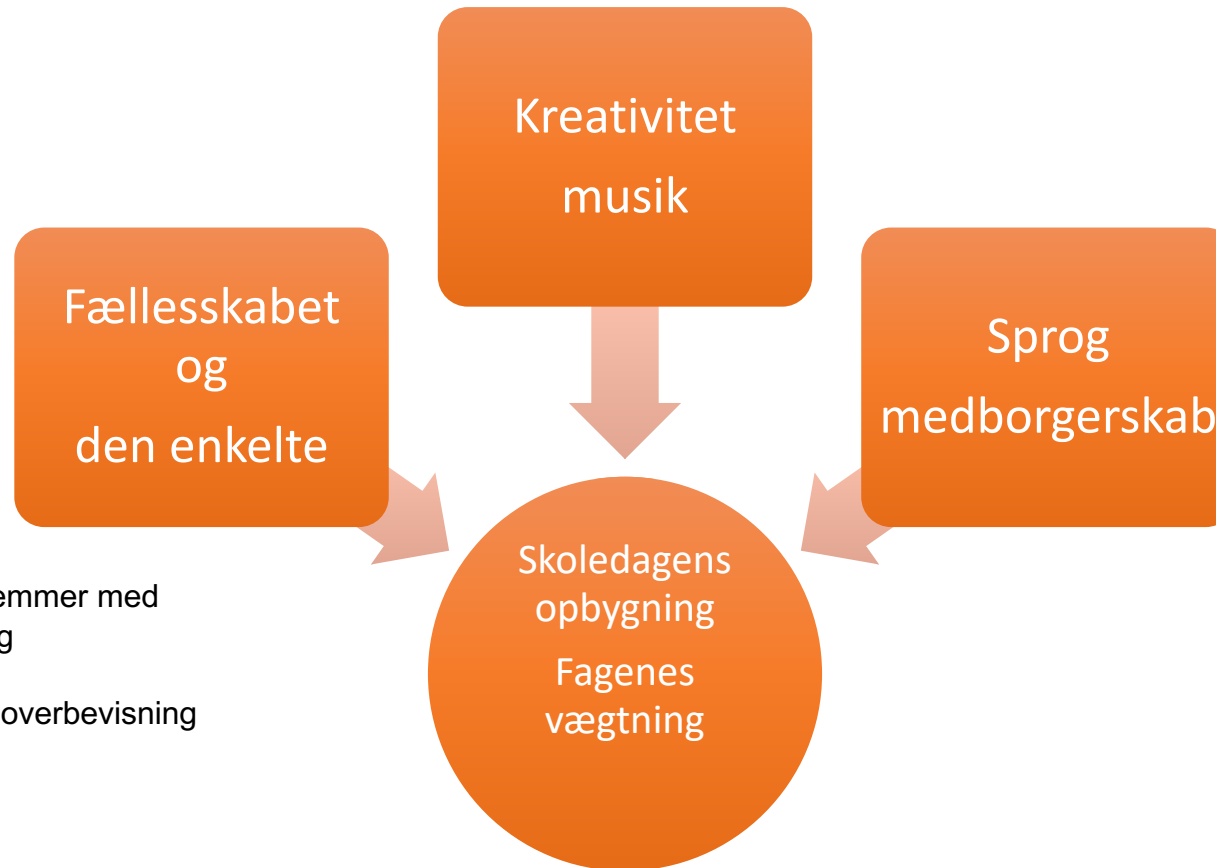 Kreativitet
musik
Fællesskabet
og
den enkelte
Sprog
medborgerskab
Skoledagens
opbygning
Fagenes
vægtning
emmer med
g
overbevisning